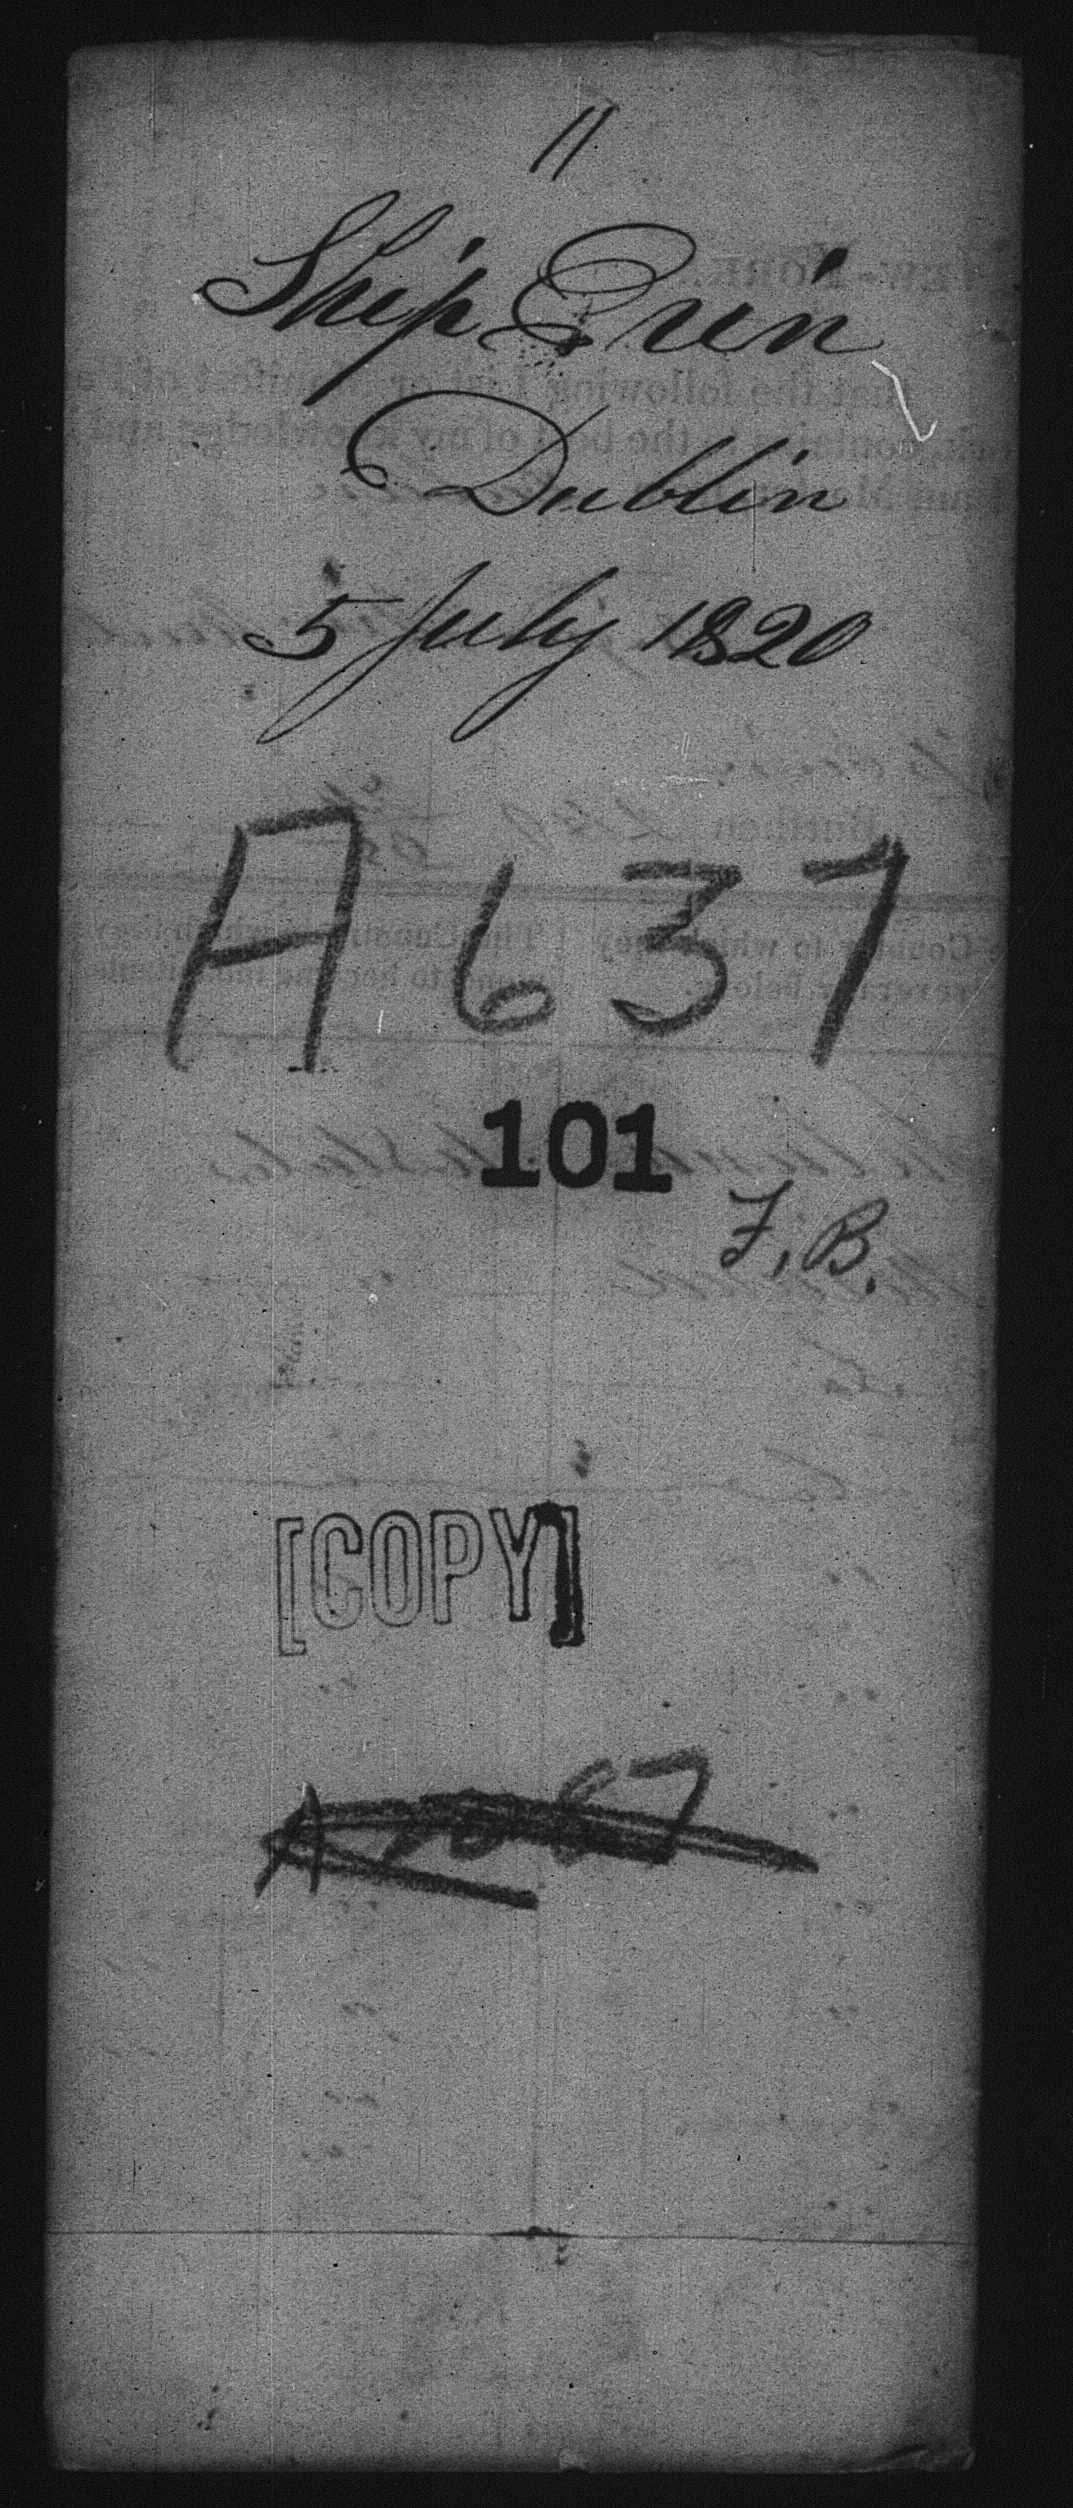 11
Ship Erin
Dublin
5 July 1820
A 637
101
F. B.
[COPY]